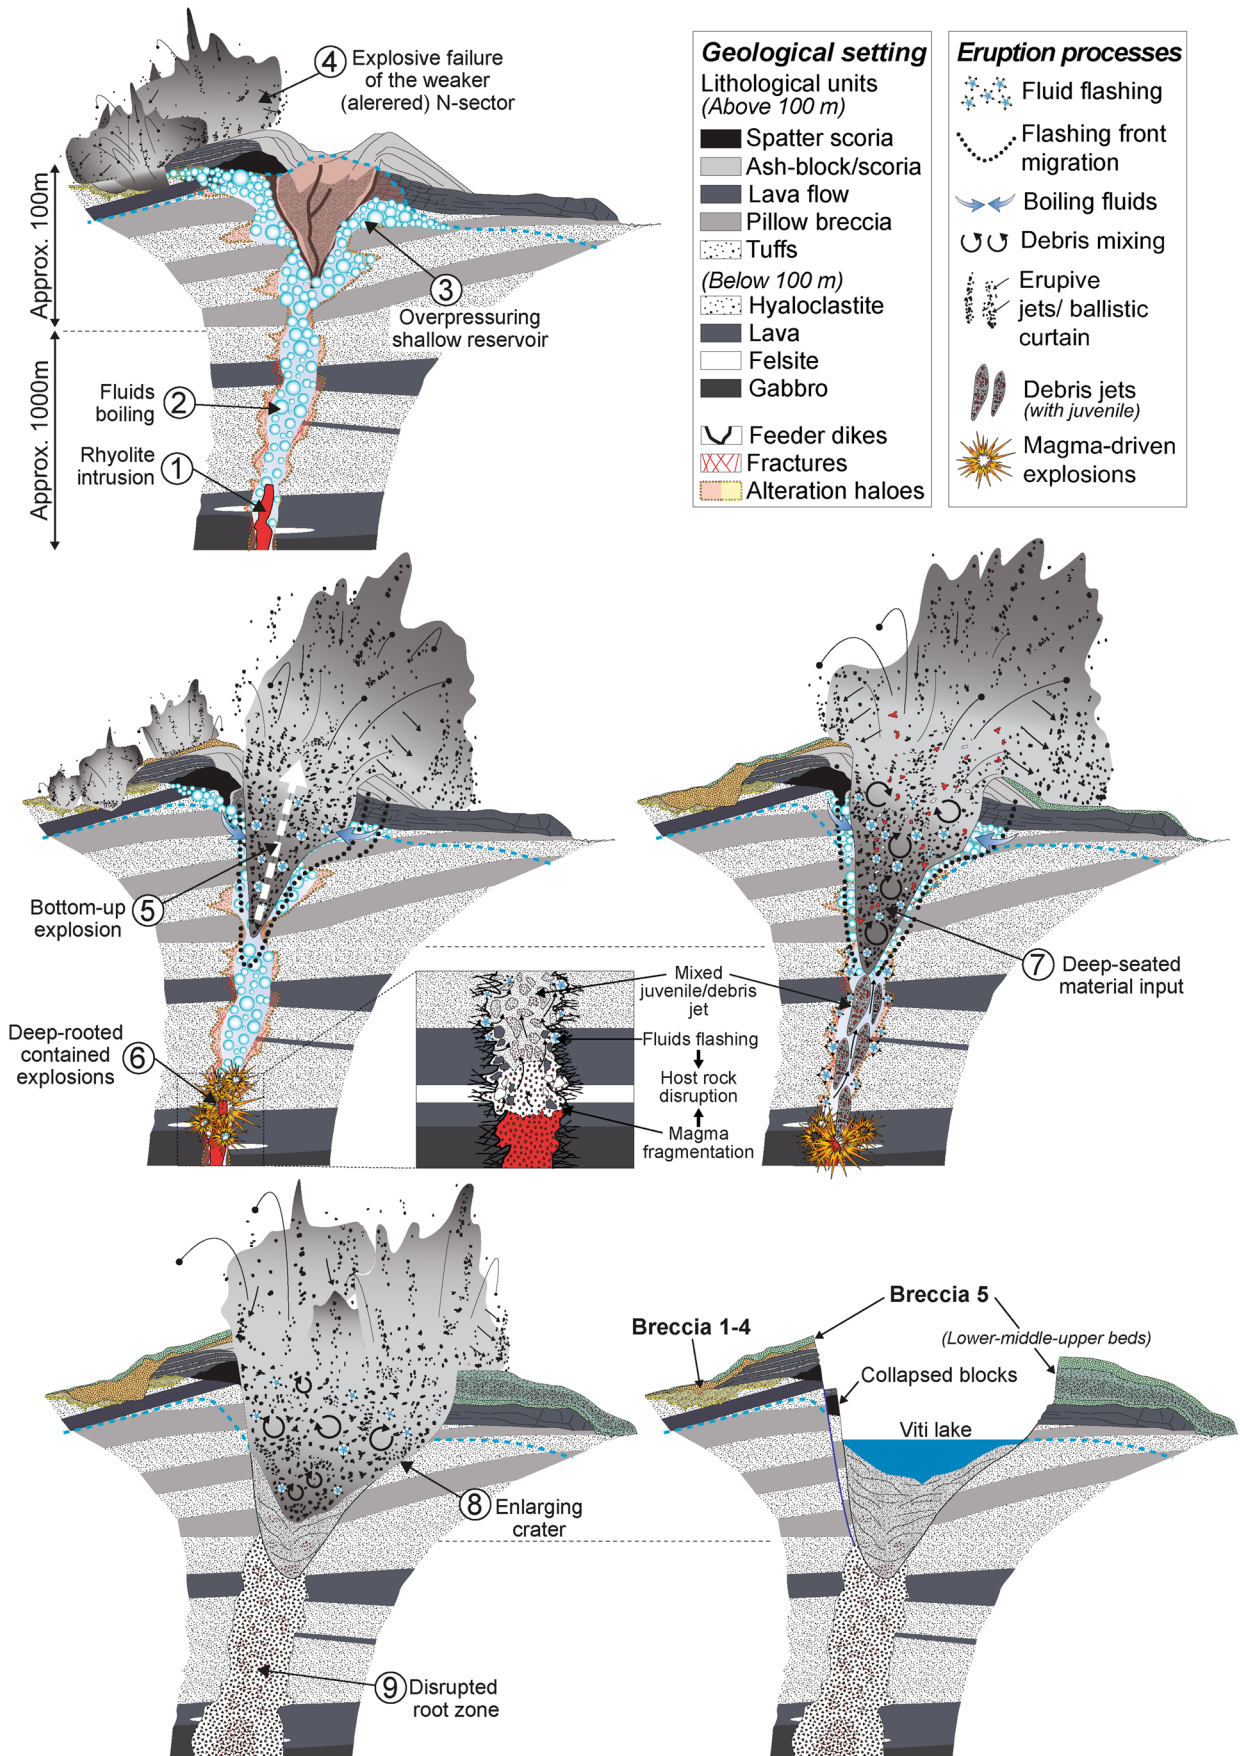 4 Explosive failure
of the weaker
(alerered) N-sector
Approx. 100m
3
Overpressuring
shallow reservoir
Approx. 1000m
Fluids
boiling 2
Rhyolite
intrusion 1
Geological setting
Lithological units
(Above 100 m)
Spatter scoria
Ash-block/scoria
Lava flow
Pillow breccia
Tuffs
(Below 100 m)
Hyaloclastite
Lava
Felsite
Gabbro
Feeder dikes
Fractures
Alteration haloes
Eruption processes
Fluid flashing
Flashing front
migration
Boiling fluids
Debris mixing
Erupive
jets/ ballistic
curtain
Debris jets
(with juvenile)
Magma-driven
explosions
5
Bottom-up
explosion
Deep-rooted
contained 6
explosions
Mixed
juvenile/debris
jet
Fluids flashing
Host rock
disruption
Magma
fragmentation
7 Deep-seated
material input
8 Enlarging
crater
9 Disrupted
root zone
Breccia 5
Breccia 1-4
(Lower-middle-upper beds)
Collapsed blocks
Viti lake